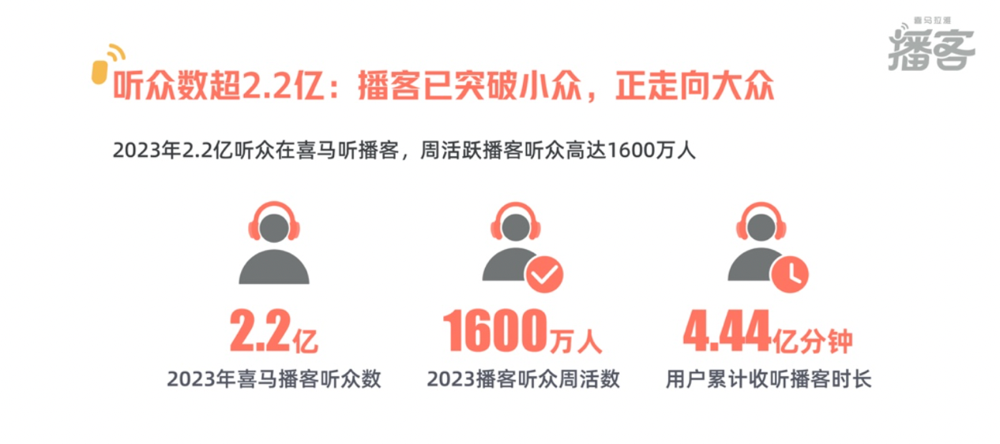 喜马拉雅
播客
听众数超2.2亿：播客已突破小众，正走向大众
2023年2.2亿听众在喜马听播客，周活跃播客听众高达1600万人
2.2亿
1600万人
4.44亿分钟
2023年喜马播客听众数
2023播客听众周活数
用户累计收听播客时长